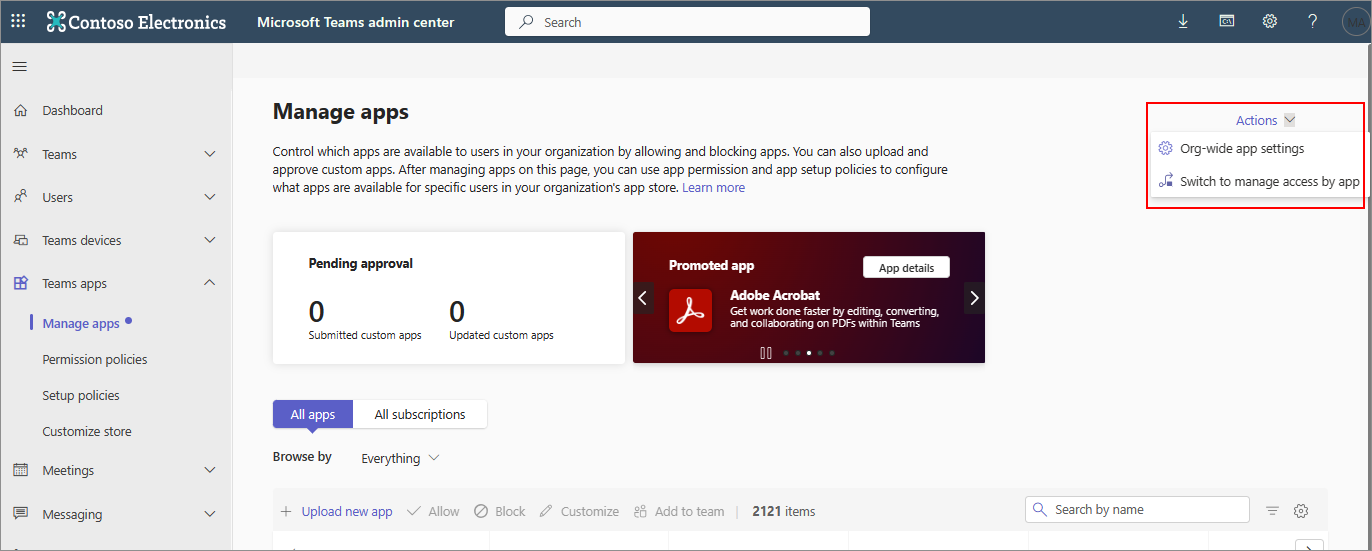 Contoso Electronics
Microsoft Teams admin center
Search
?
MA
Dashboard
Teams
Users
Teams devices
Teams apps
Manage apps
Permission policies
Setup policies
Customize store
Meetings
Messaging
Manage apps
Control which apps are available to users in your organization by allowing and blocking apps. You can also upload and
approve custom apps. After managing apps on this page, you can use app permission and app setup policies to configure
what apps are available for specific users in your organization's app store. Learn more
Actions
Org-wide app settings
Switch to manage access by app
Pending approval
0
Submitted custom apps
0
Updated custom apps
Promoted app
App details
Adobe Acrobat
Get work done faster by editing, converting,
and collaborating on PDFs within Teams
All apps
All subscriptions
Browse by
Everything
+ Upload new app
Allow
Block
Customize
Add to team
2121 items
Search by name